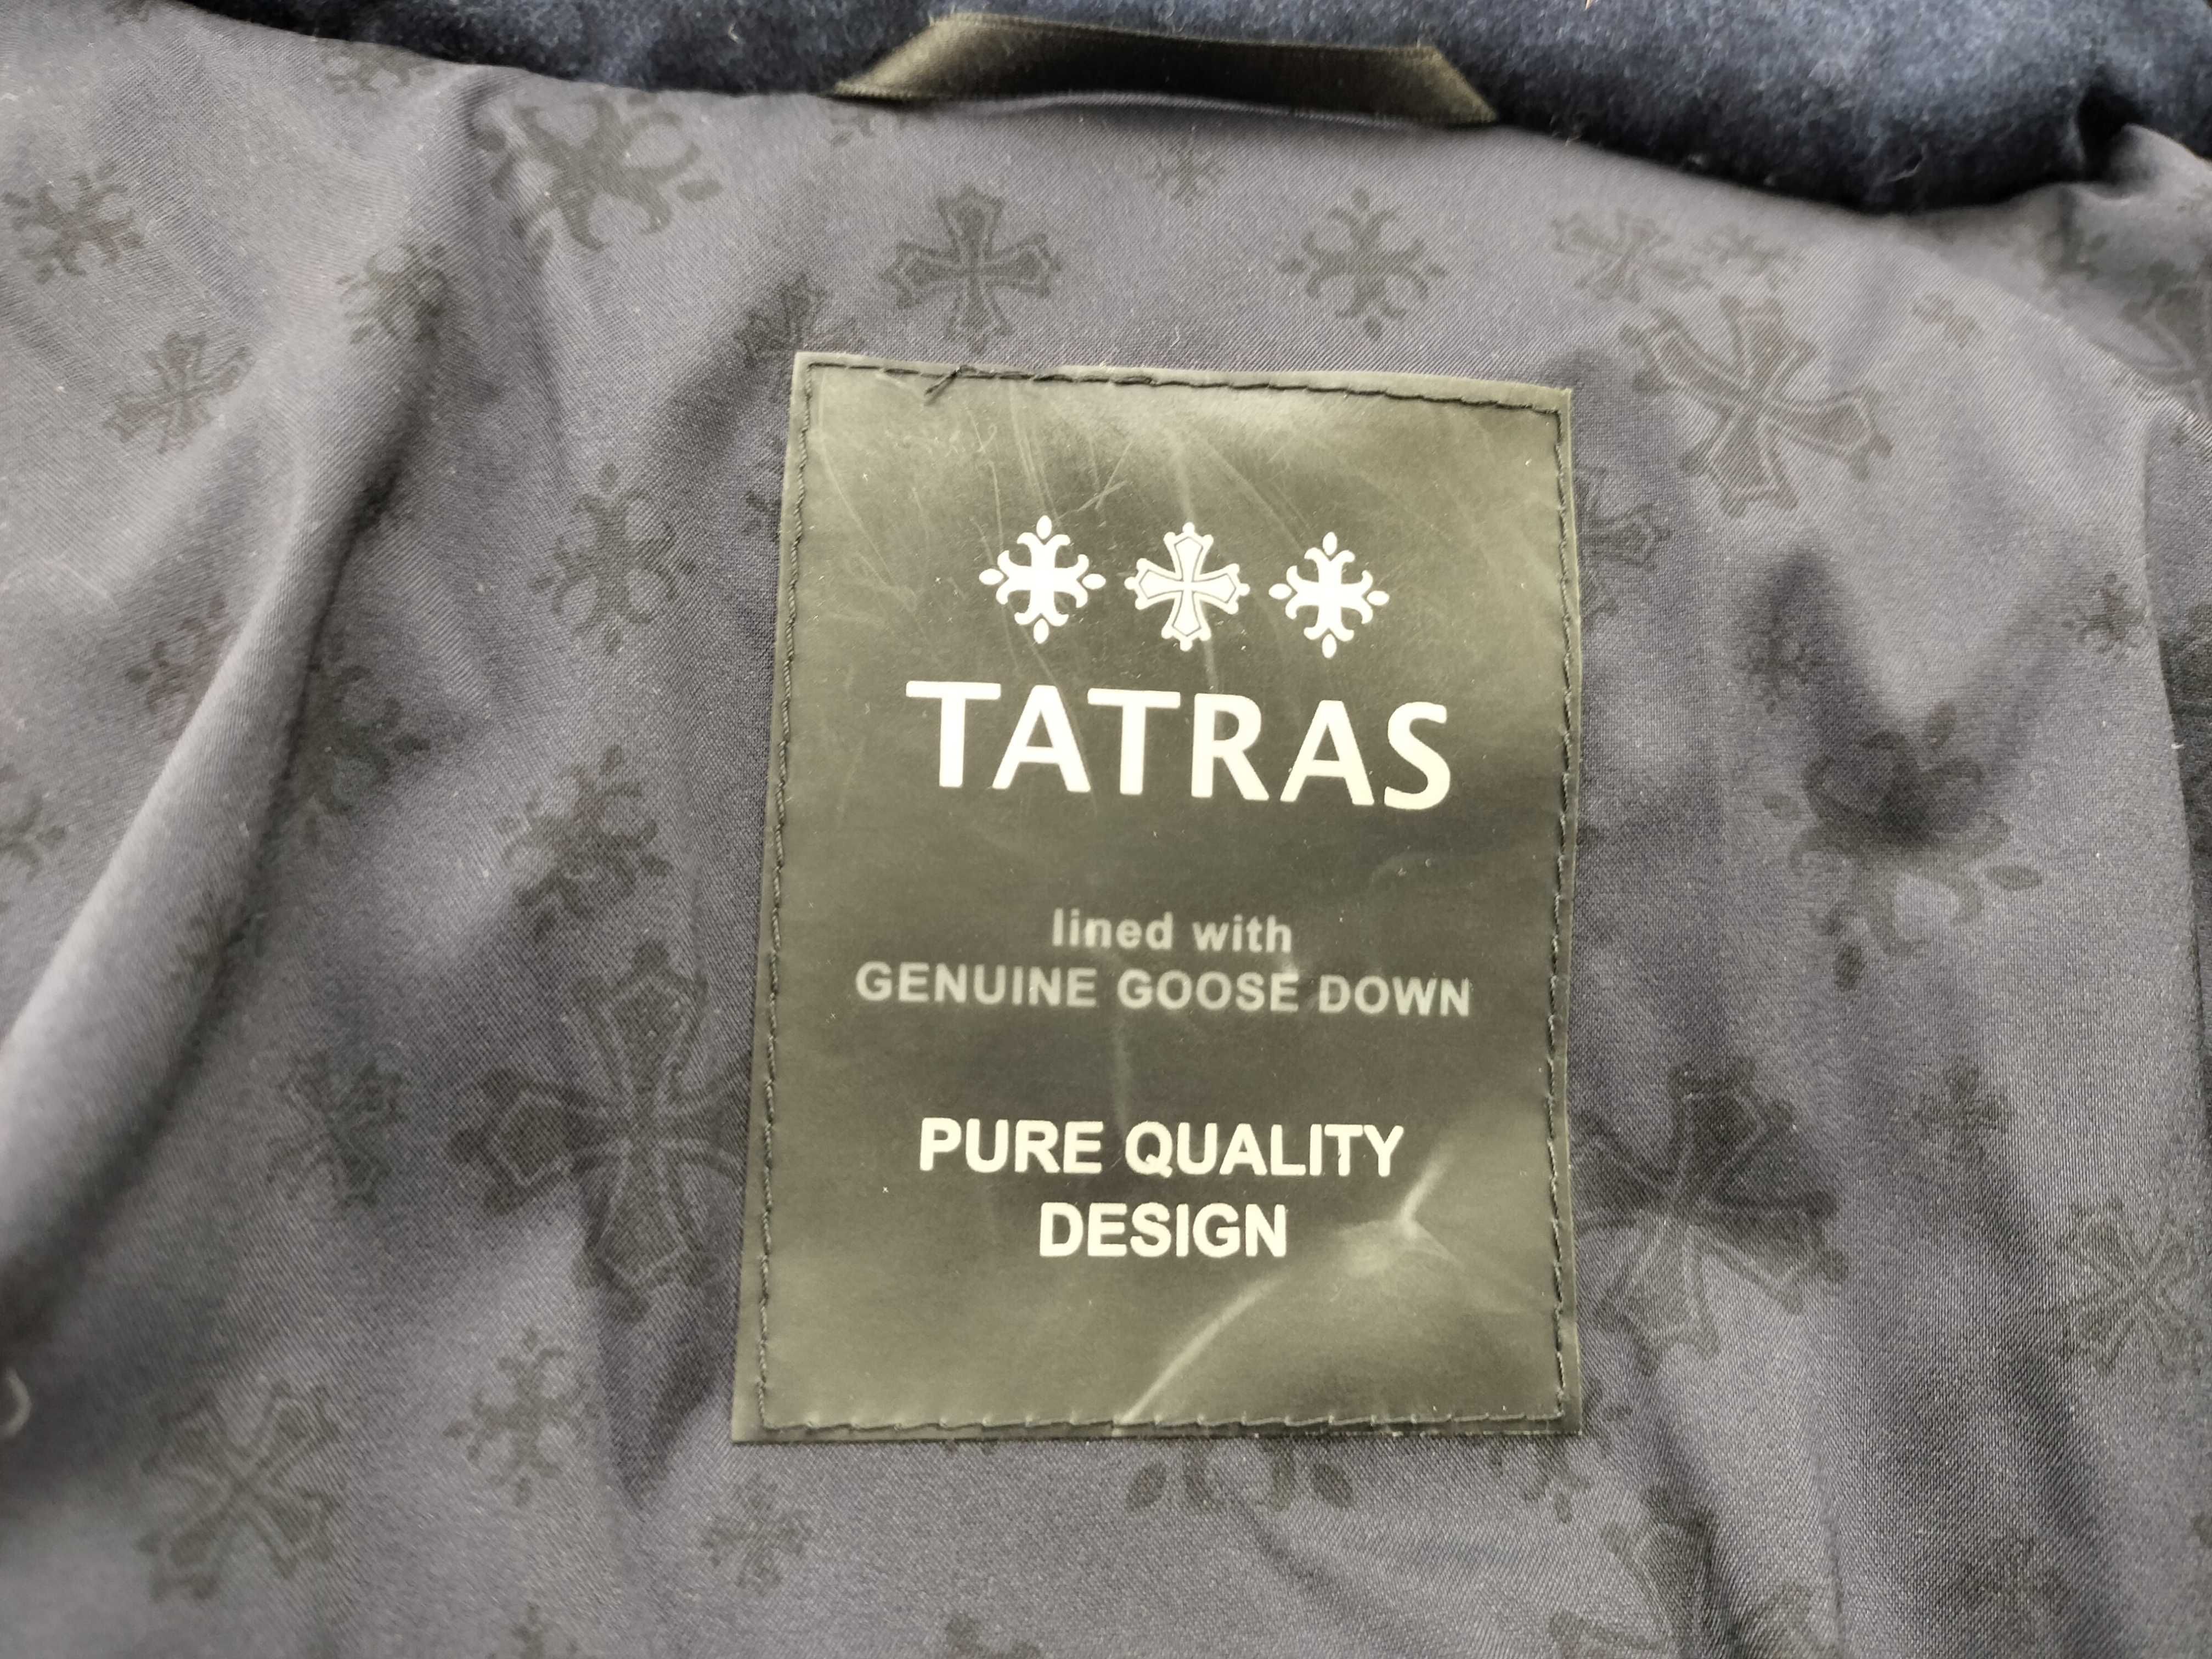 TATRAS
lined with
GENUINE GOOSE DOWN
PURE QUALITY
DESIGN